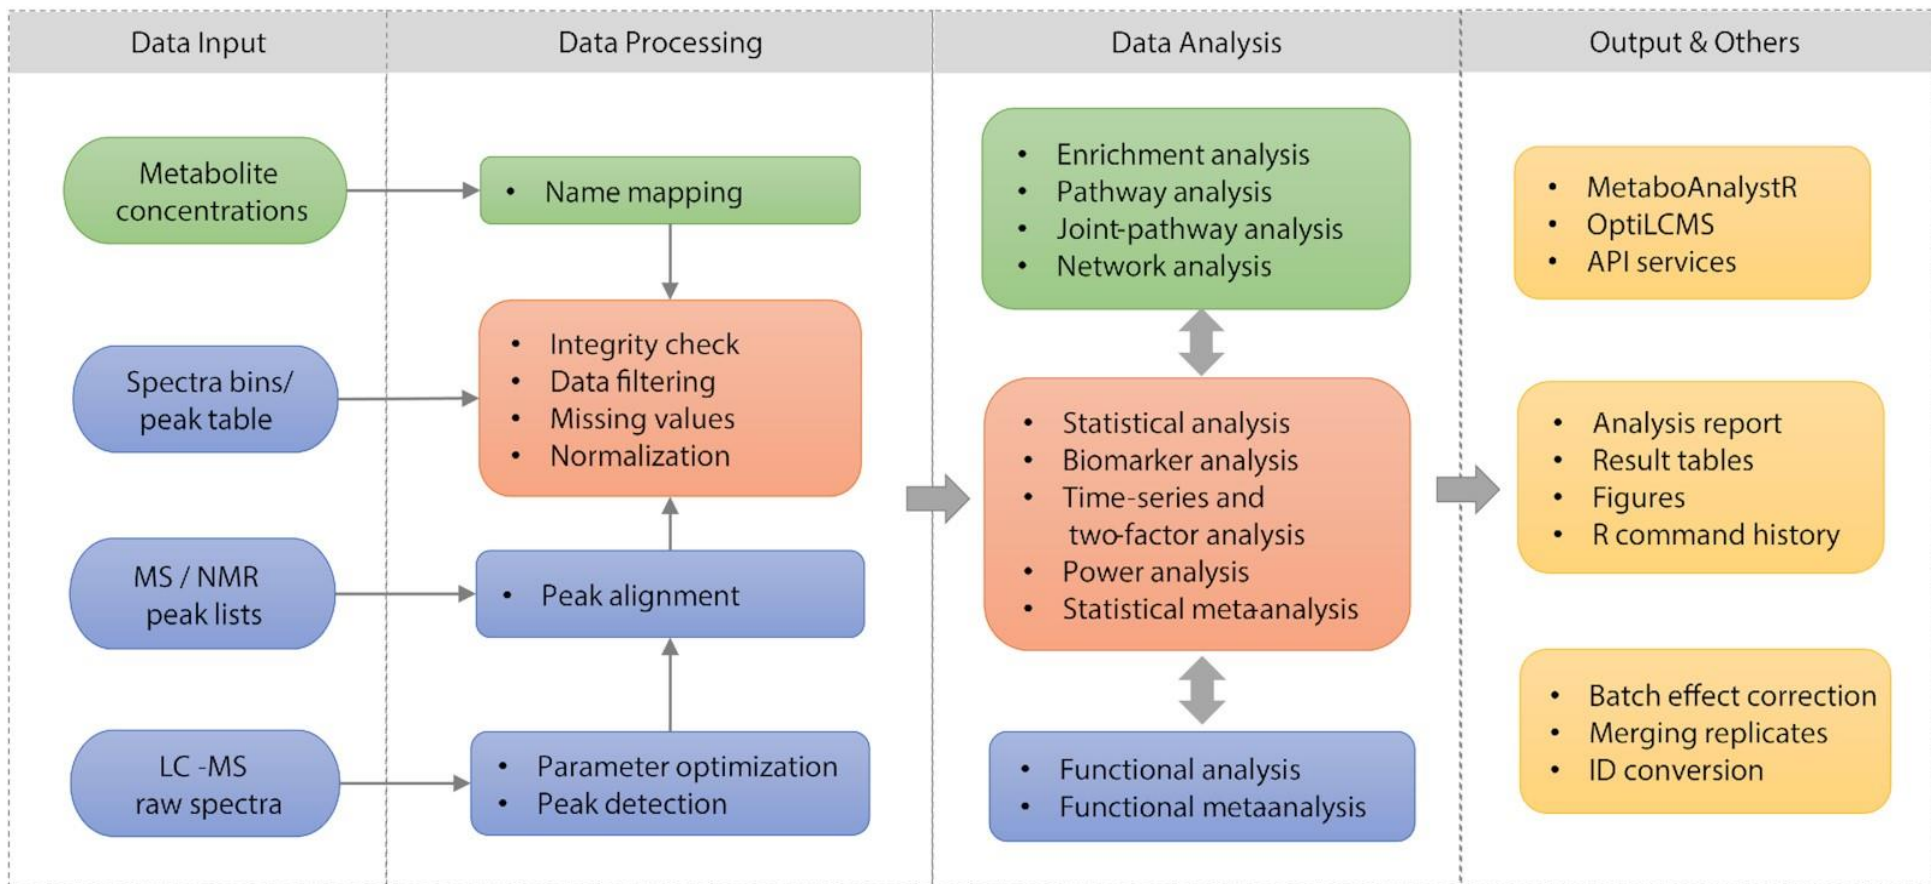 Data Input
Data Processing
Data Analysis
Output & Others
Metabolite
concentrations
Spectra bins/
peak table
MS / NMR
peak lists
LC -MS
raw spectra
• Name mapping
• Integrity check
• Data filtering
• Missing values
• Normalization
• Peak alignment
• Parameter optimization
• Peak detection
• Enrichment analysis
• Pathway analysis
• Joint-pathway analysis
• Network analysis
• Statistical analysis
• Biomarker analysis
• Time-series and
two-factor analysis
• Power analysis
• Statistical meta-analysis
• Functional analysis
• Functional metaanalysis
• MetaboAnalystR
• OptiLCMS
• API services
• Analysis report
• Result tables
• Figures
• R command history
• Batch effect correction
• Merging replicates
• ID conversion